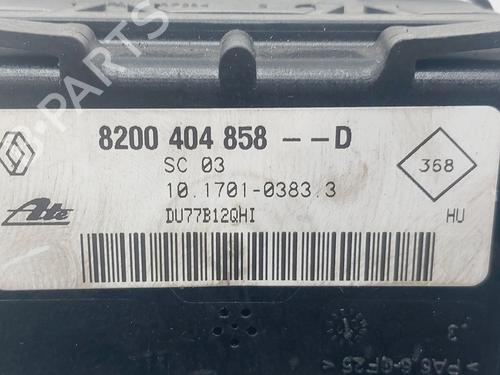 8200 404 858 -- D
SC 03
368
10.1701-0383.3
Ate
DU77B12QHI
HU
B-PARTS